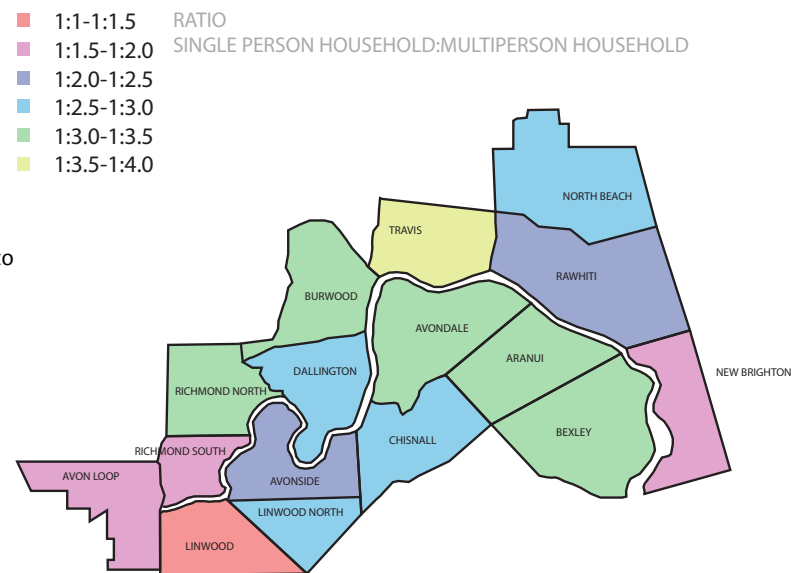 1:1-1:1.5
1:1.5-1:2.0
1:2.0-1:2.5
1:2.5-1:3.0
1:3.0-1:3.5
1:3.5-1:4.0
RATIO
SINGLE PERSON HOUSEHOLD:MULTIPERSON HOUSEHOLD
NORTH BEACH
TRAVIS
RAWHITI
BURWOOD
AVONDALE
ARANUI
DALLINGTON
NEW BRIGHTON
RICHMOND NORTH
BEXLEY
CHISNALL
RICHMOND SOUTH
AVON LOOP
AVONSIDE
LINWOOD NORTH
LINWOOD